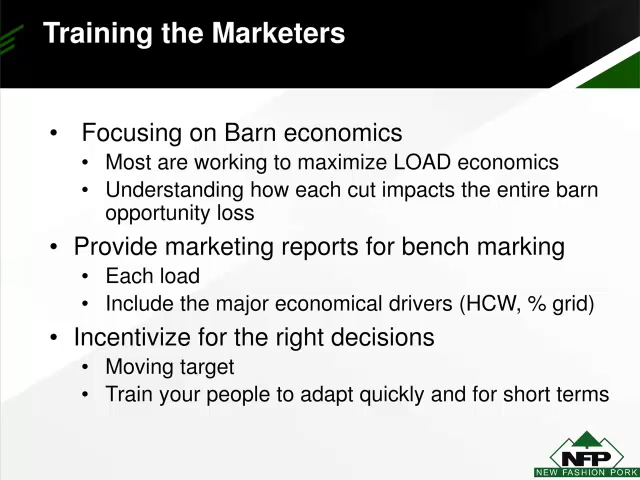 Training the Marketers
• Focusing on Barn economics
• Most are working to maximize LOAD economics
• Understanding how each cut impacts the entire barn
opportunity loss
• Provide marketing reports for bench marking
• Each load
• Include the major economical drivers (HCW, % grid)
• Incentivize for the right decisions
• Moving target
• Train your people to adapt quickly and for short terms
NFP
NEW FASHION PORK